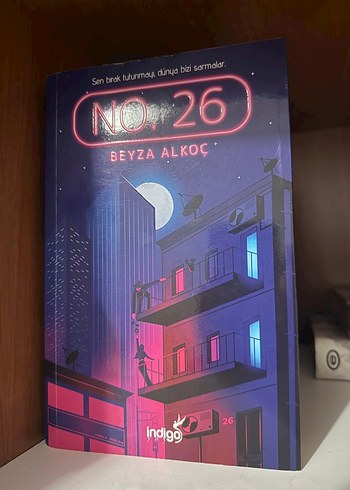 Sen bırak tutunmayı, dünya bizi sarmalar.
NO. 26
BEYZA ALKOÇ
26
indigo